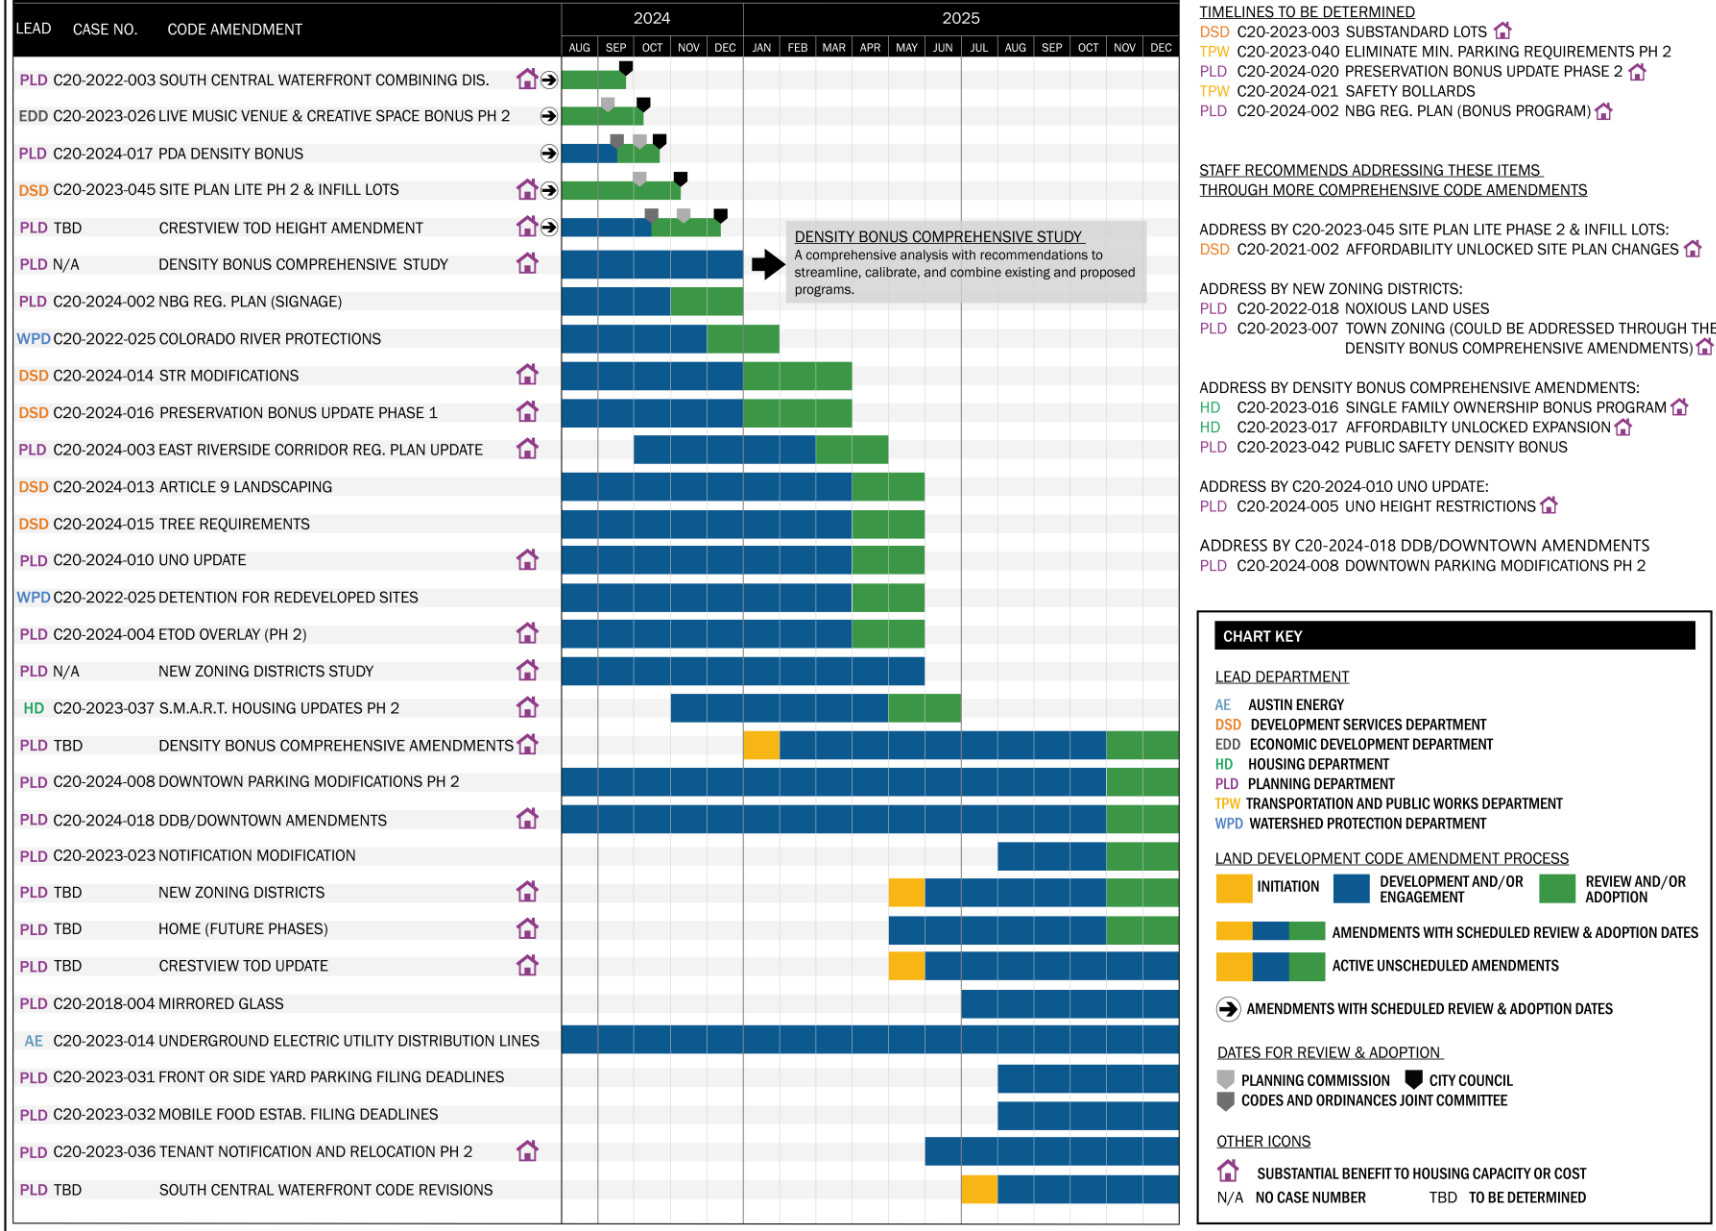 LEAD CASE NO. CODE AMENDMENT
2024 2025
AUG SEP OCT NOV DEC JAN FEB MAR APR MAY JUN JUL AUG SEP OCT NOV DEC
PLD C20-2022-003 SOUTH CENTRAL WATERFRONT COMBINING DIS.
EDD C20-2023-026 LIVE MUSIC VENUE & CREATIVE SPACE BONUS PH 2
PLD C20-2024-017 PDA DENSITY BONUS
DSD C20-2023-045 SITE PLAN LITE PH 2 & INFILL LOTS
PLD TBD CRESTVIEW TOD HEIGHT AMENDMENT
PLD N/A DENSITY BONUS COMPREHENSIVE STUDY
PLD C20-2024-002 NBG REG. PLAN (SIGNAGE)
WPD C20-2022-025 COLORADO RIVER PROTECTIONS
DSD C20-2024-014 STR MODIFICATIONS
DSD C20-2024-016 PRESERVATION BONUS UPDATE PHASE 1
PLD C20-2024-003 EAST RIVERSIDE CORRIDOR REG. PLAN UPDATE
DSD C20-2024-013 ARTICLE 9 LANDSCAPING
DSD C20-2024-015 TREE REQUIREMENTS
PLD C20-2024-010 UNO UPDATE
WPD C20-2022-025 DETENTION FOR REDEVELOPED SITES
PLD C20-2024-004 ETOD OVERLAY (PH 2)
PLD N/A NEW ZONING DISTRICTS STUDY
HD C20-2023-037 S.M.A.R.T. HOUSING UPDATES PH 2
PLD TBD DENSITY BONUS COMPREHENSIVE AMENDMENTS
PLD C20-2024-008 DOWNTOWN PARKING MODIFICATIONS PH 2
PLD C20-2024-018 DDB/DOWNTOWN AMENDMENTS
PLD C20-2023-023 NOTIFICATION MODIFICATION
PLD TBD NEW ZONING DISTRICTS
PLD TBD HOME (FUTURE PHASES)
PLD TBD CRESTVIEW TOD UPDATE
PLD C20-2018-004 MIRRORED GLASS
AE C20-2023-014 UNDERGROUND ELECTRIC UTILITY DISTRIBUTION LINES
PLD C20-2023-031 FRONT OR SIDE YARD PARKING FILING DEADLINES
PLD C20-2023-032 MOBILE FOOD ESTAB. FILING DEADLINES
PLD C20-2023-036 TENANT NOTIFICATION AND RELOCATION PH 2
PLD TBD SOUTH CENTRAL WATERFRONT CODE REVISIONS
DENSITY BONUS COMPREHENSIVE STUDY
A comprehensive analysis with recommendations to
streamline, calibrate, and combine existing and proposed
programs.
TIMELINES TO BE DETERMINED
DSD C20-2023-003 SUBSTANDARD LOTS
TPW C20-2023-040 ELIMINATE MIN. PARKING REQUIREMENTS PH 2
PLD C20-2024-020 PRESERVATION BONUS UPDATE PHASE 2
TPW C20-2024-021 SAFETY BOLLARDS
PLD C20-2024-002 NBG REG. PLAN (BONUS PROGRAM)
STAFF RECOMMENDS ADDRESSING THESE ITEMS
THROUGH MORE COMPREHENSIVE CODE AMENDMENTS
ADDRESS BY C20-2023-045 SITE PLAN LITE PHASE 2 & INFILL LOTS:
DSD C20-2021-002 AFFORDABILITY UNLOCKED SITE PLAN CHANGES
ADDRESS BY NEW ZONING DISTRICTS:
PLD C20-2022-018 NOXIOUS LAND USES
PLD C20-2023-007 TOWN ZONING (COULD BE ADDRESSED THROUGH THE
DENSITY BONUS COMPREHENSIVE AMENDMENTS)
ADDRESS BY DENSITY BONUS COMPREHENSIVE AMENDMENTS:
HD C20-2023-016 SINGLE FAMILY OWNERSHIP BONUS PROGRAM
HD C20-2023-017 AFFORDABILTY UNLOCKED EXPANSION
PLD C20-2023-042 PUBLIC SAFETY DENSITY BONUS
ADDRESS BY C20-2024-010 UNO UPDATE:
PLD C20-2024-005 UNO HEIGHT RESTRICTIONS
ADDRESS BY C20-2024-018 DDB/DOWNTOWN AMENDMENTS
PLD C20-2024-008 DOWNTOWN PARKING MODIFICATIONS PH 2
CHART KEY
LEAD DEPARTMENT
AE AUSTIN ENERGY
DSD DEVELOPMENT SERVICES DEPARTMENT
EDD ECONOMIC DEVELOPMENT DEPARTMENT
HD HOUSING DEPARTMENT
PLD PLANNING DEPARTMENT
TPW TRANSPORTATION AND PUBLIC WORKS DEPARTMENT
WPD WATERSHED PROTECTION DEPARTMENT
LAND DEVELOPMENT CODE AMENDMENT PROCESS
INITIATION
DEVELOPMENT AND/OR
ENGAGEMENT
REVIEW AND/OR
ADOPTION
AMENDMENTS WITH SCHEDULED REVIEW & ADOPTION DATES
ACTIVE UNSCHEDULED AMENDMENTS
AMENDMENTS WITH SCHEDULED REVIEW & ADOPTION DATES
DATES FOR REVIEW & ADOPTION
PLANNING COMMISSION CITY COUNCIL
CODES AND ORDINANCES JOINT COMMITTEE
OTHER ICONS
SUBSTANTIAL BENEFIT TO HOUSING CAPACITY OR COST
N/A NO CASE NUMBER TBD TO BE DETERMINED